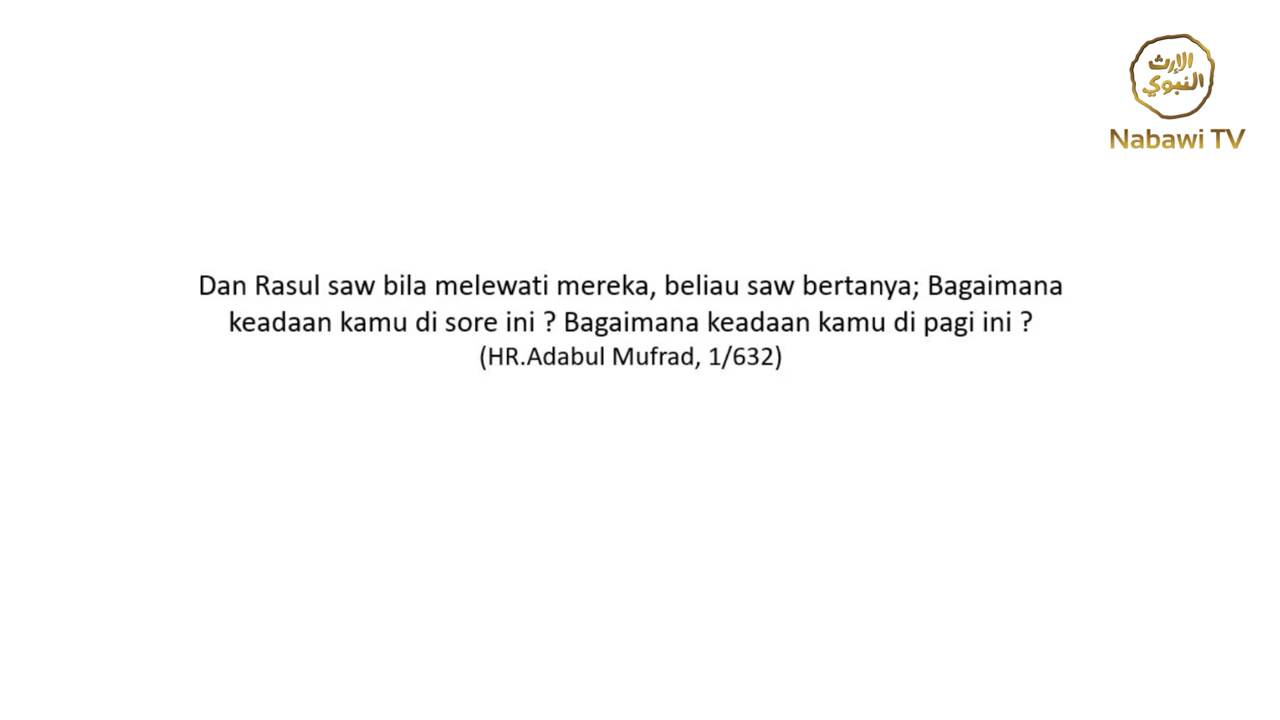 الإرث
النبوي
Nabawi TV
Dan Rasul saw bila melewati mereka, beliau saw bertanya; Bagaimana
keadaan kamu di sore ini ? Bagaimana keadaan kamu di pagi ini ?
(HR.Adabul Mufrad, 1/632)